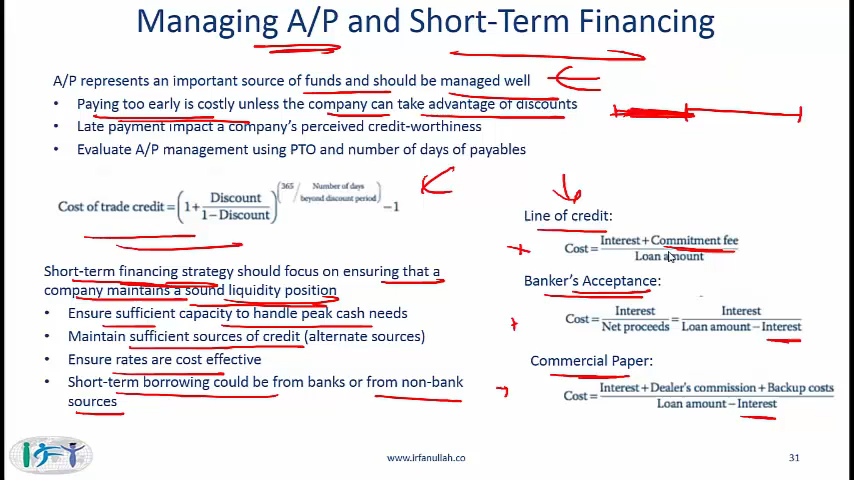 Managing A/P and Short-Term Financing
A/P represents an important source of funds and should be managed well
• Paying too early is costly unless the company can take advantage of discounts
• Late payment impact a company's perceived credit-worthiness
• Evaluate A/P management using PTO and number of days of payables
Cost of trade credit = (1 + Discount / 1 – Discount)^(365 / Number of days beyond discount period) – 1
Short-term financing strategy should focus on ensuring that a
company maintains a sound liquidity position
• Ensure sufficient capacity to handle peak cash needs
• Maintain sufficient sources of credit (alternate sources)
• Ensure rates are cost effective
• Short-term borrowing could be from banks or from non-bank
sources
Line of credit:
Cost = Interest + Commitment fee / Loan amount
Banker's Acceptance:
Cost = Interest / Net proceeds = Interest / Loan amount – Interest
Commercial Paper:
Cost = Interest + Dealer's commission + Backup costs / Loan amount – Interest
IFT
www.irfanullah.co
31